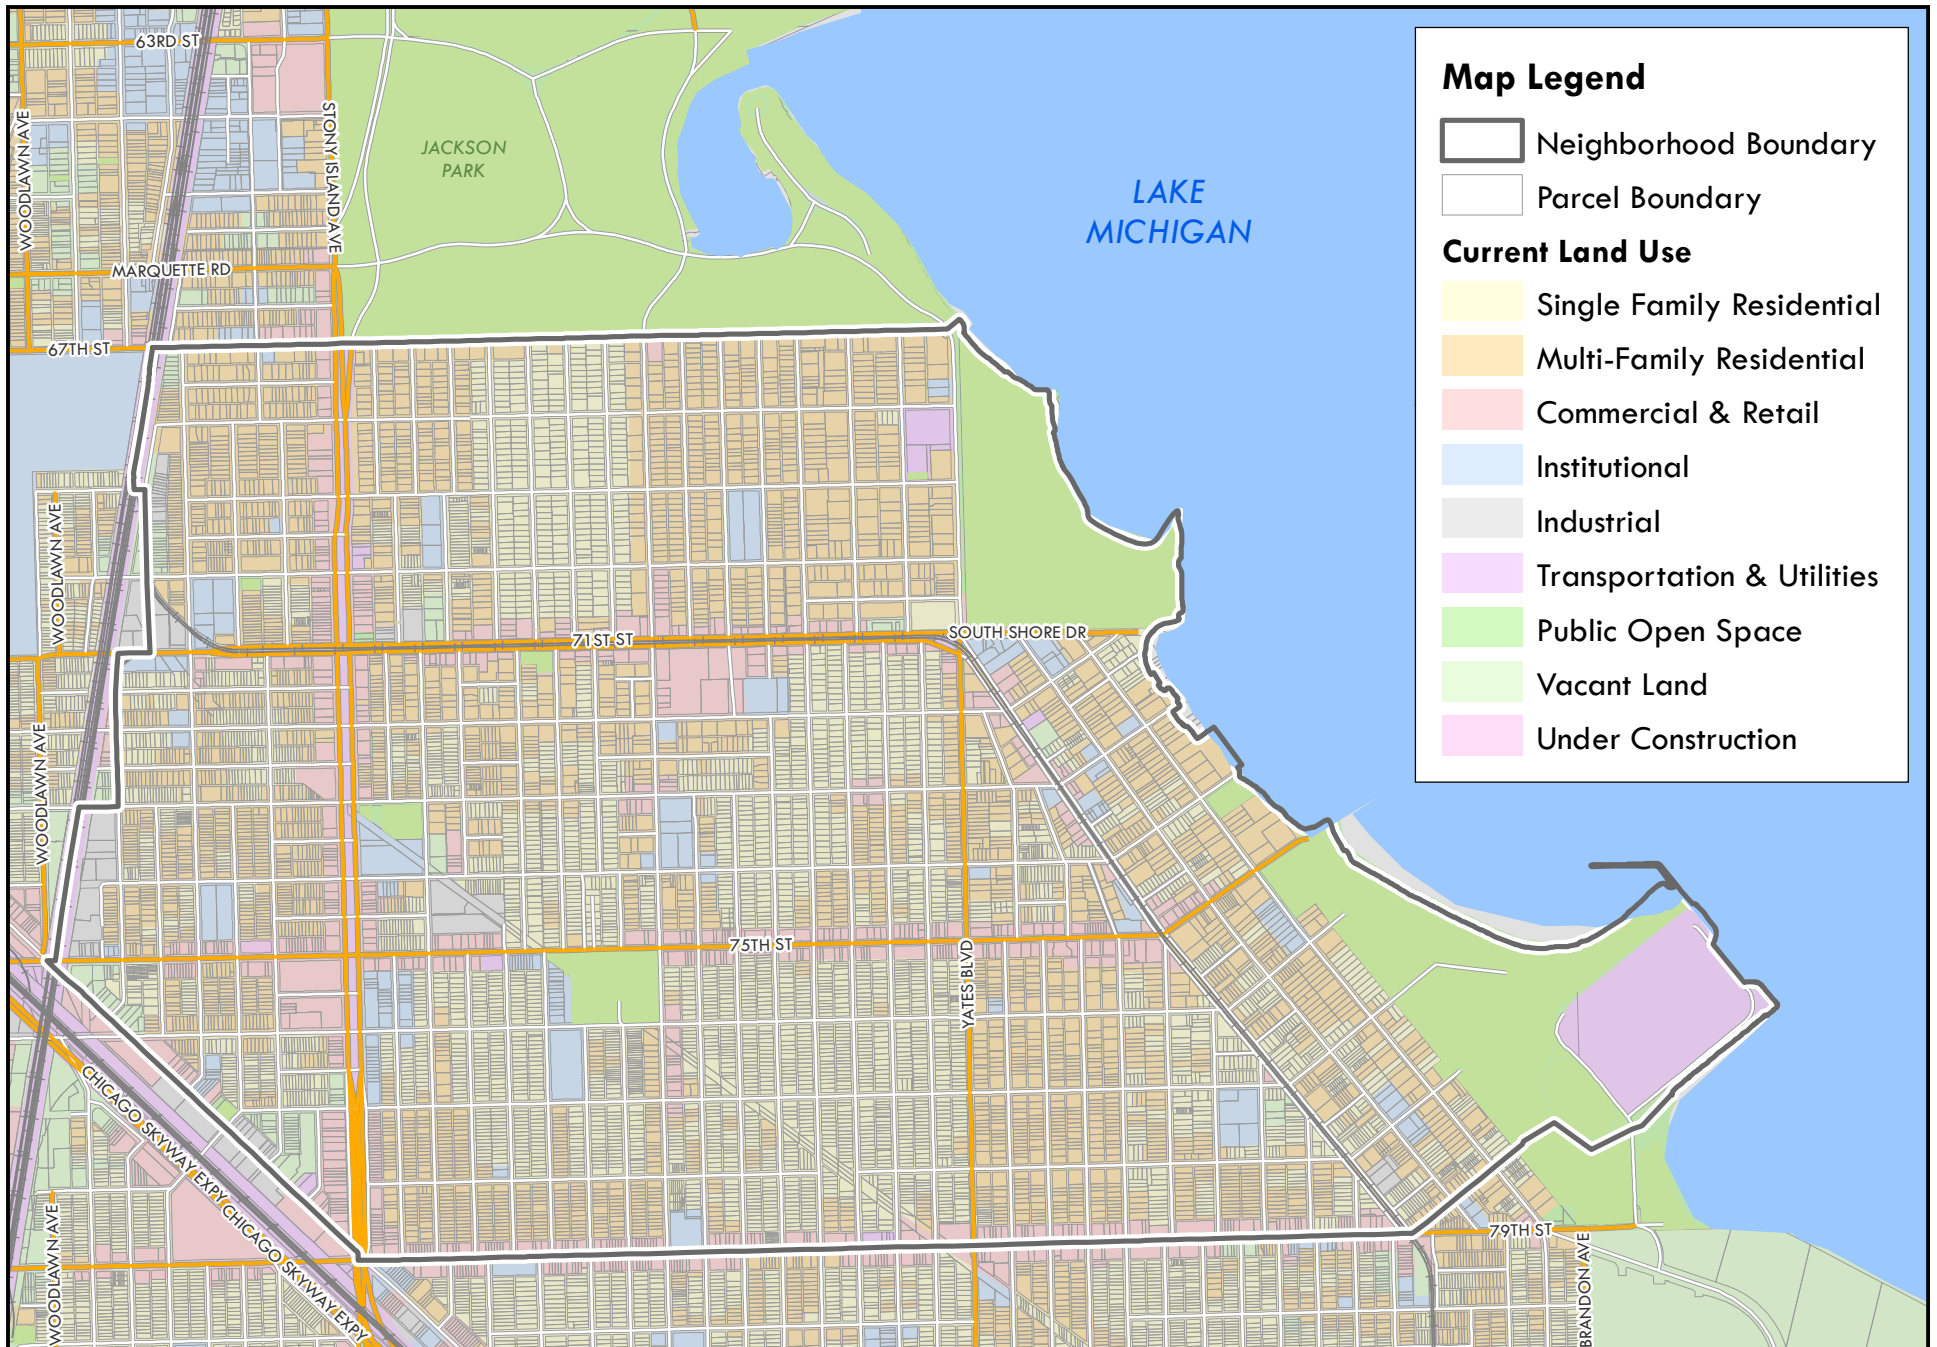 63RD ST
WOODLAWN AVE
STONY ISLAND AVE
JACKSON
PARK
LAKE
MICHIGAN
MARQUETTE RD
67TH ST
WOODLAWN AVE
71ST ST
SOUTH SHORE DR
WOODLAWN AVE
75TH ST
YATES BLVD
CHICAGO SKYWAY EXPY
CHICAGO SKYWAY EXPY
WOODLAWN AVE
79TH ST
BRANDON AVE
Map Legend
Neighborhood Boundary
Parcel Boundary
Current Land Use
Single Family Residential
Multi-Family Residential
Commercial & Retail
Institutional
Industrial
Transportation & Utilities
Public Open Space
Vacant Land
Under Construction